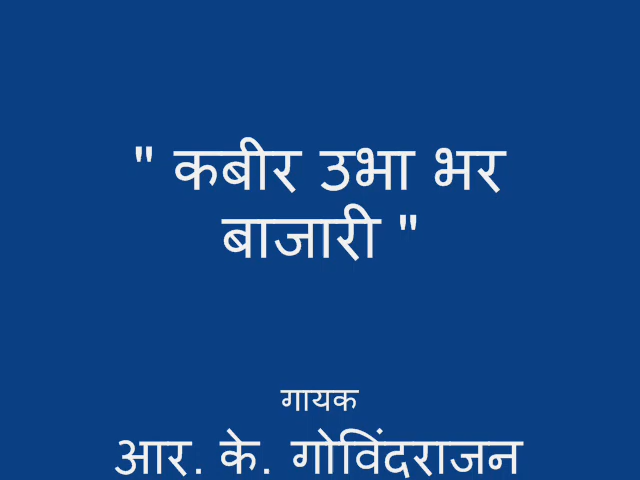 " कबीर उभा भर
बाजारी "
गायक
आर. के. गोविंदराजन